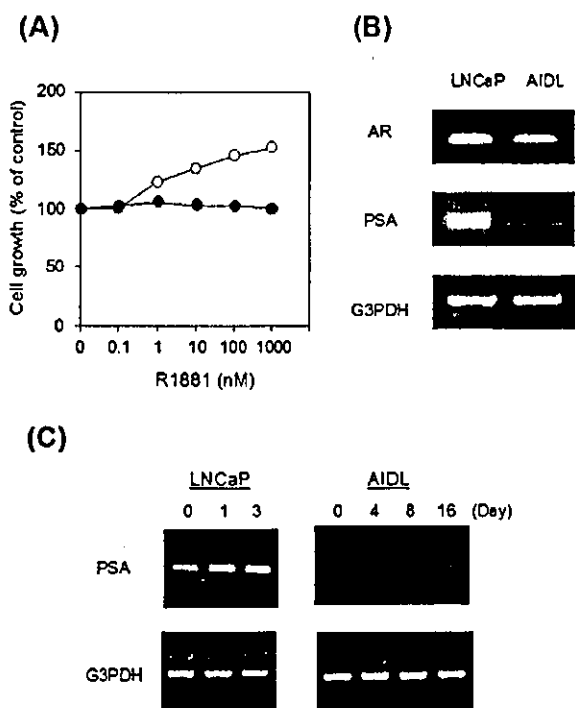 (A)
200
150
100
50
0
Cell growth (% of control)
0 0.1 1 10 100 1000
R1881 (nM)
(B)
LNCaP AIDL
AR
PSA
G3PDH
(C)
LNCaP AIDL
0 1 3 0 4 8 16 (Day)
PSA
G3PDH